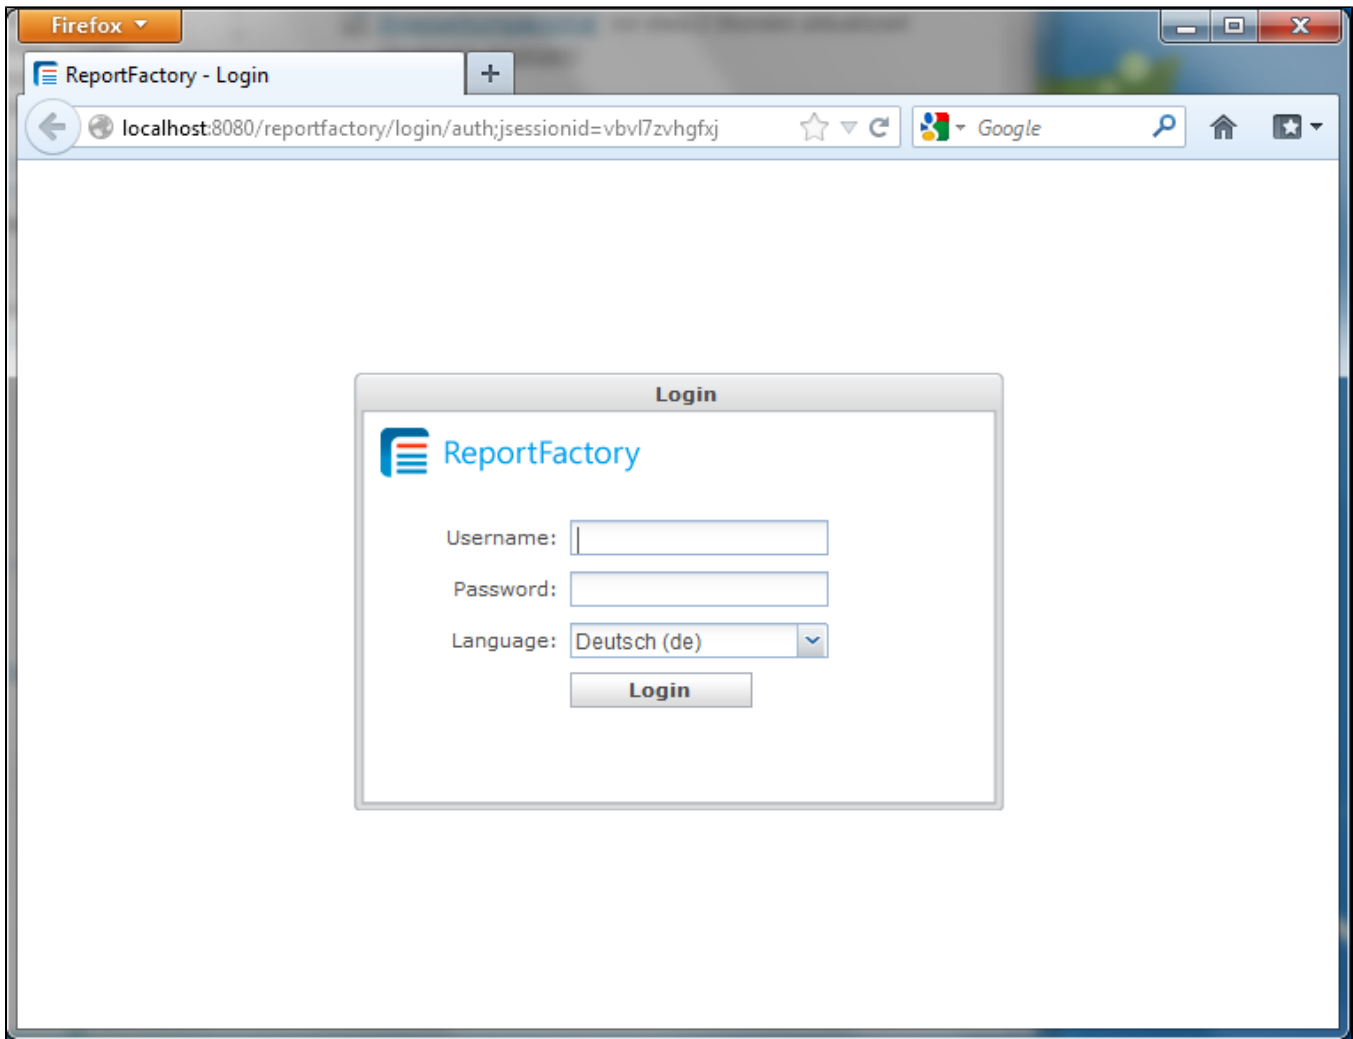 Firefox
ReportFactory - Login
localhost:8080/reportfactory/login/auth;jsessionid=vbvl7zvhgfxj
Google
Login
ReportFactory
Username:
Password:
Language: Deutsch (de)
Login